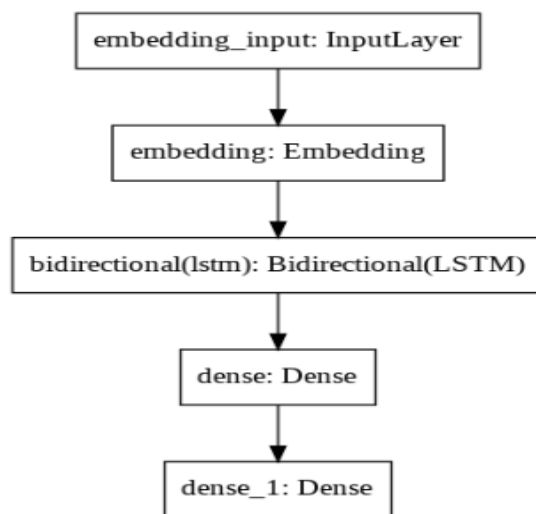 embedding_input: InputLayer
embedding: Embedding
bidirectional(lstm): Bidirectional(LSTM)
dense: Dense
dense_1: Dense